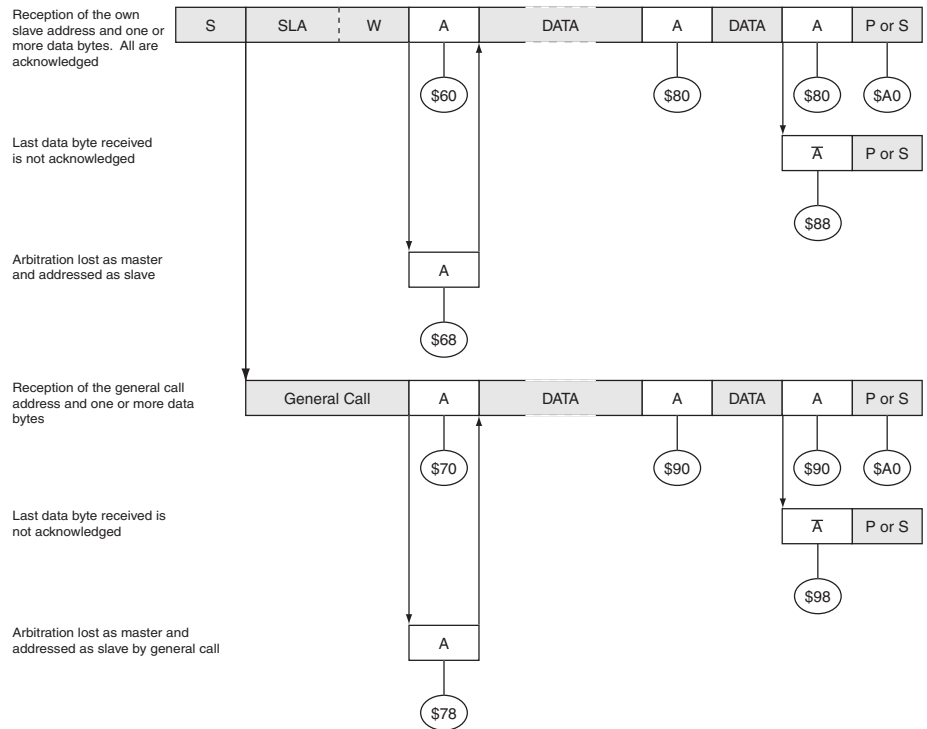 Reception of the own
slave address and one or
more data bytes. All are
acknowledged
S SLA W A DATA A DATA A P or S
$60 $80 $80 $A0
Last data byte received
is not acknowledged
A̅ P or S
$88
Arbitration lost as master
and addressed as slave
A
$68
Reception of the general call
address and one or more data
bytes
General Call A DATA A DATA A P or S
$70 $90 $90 $A0
Last data byte received is
not acknowledged
A̅ P or S
$98
Arbitration lost as master and
addressed as slave by general call
A
$78